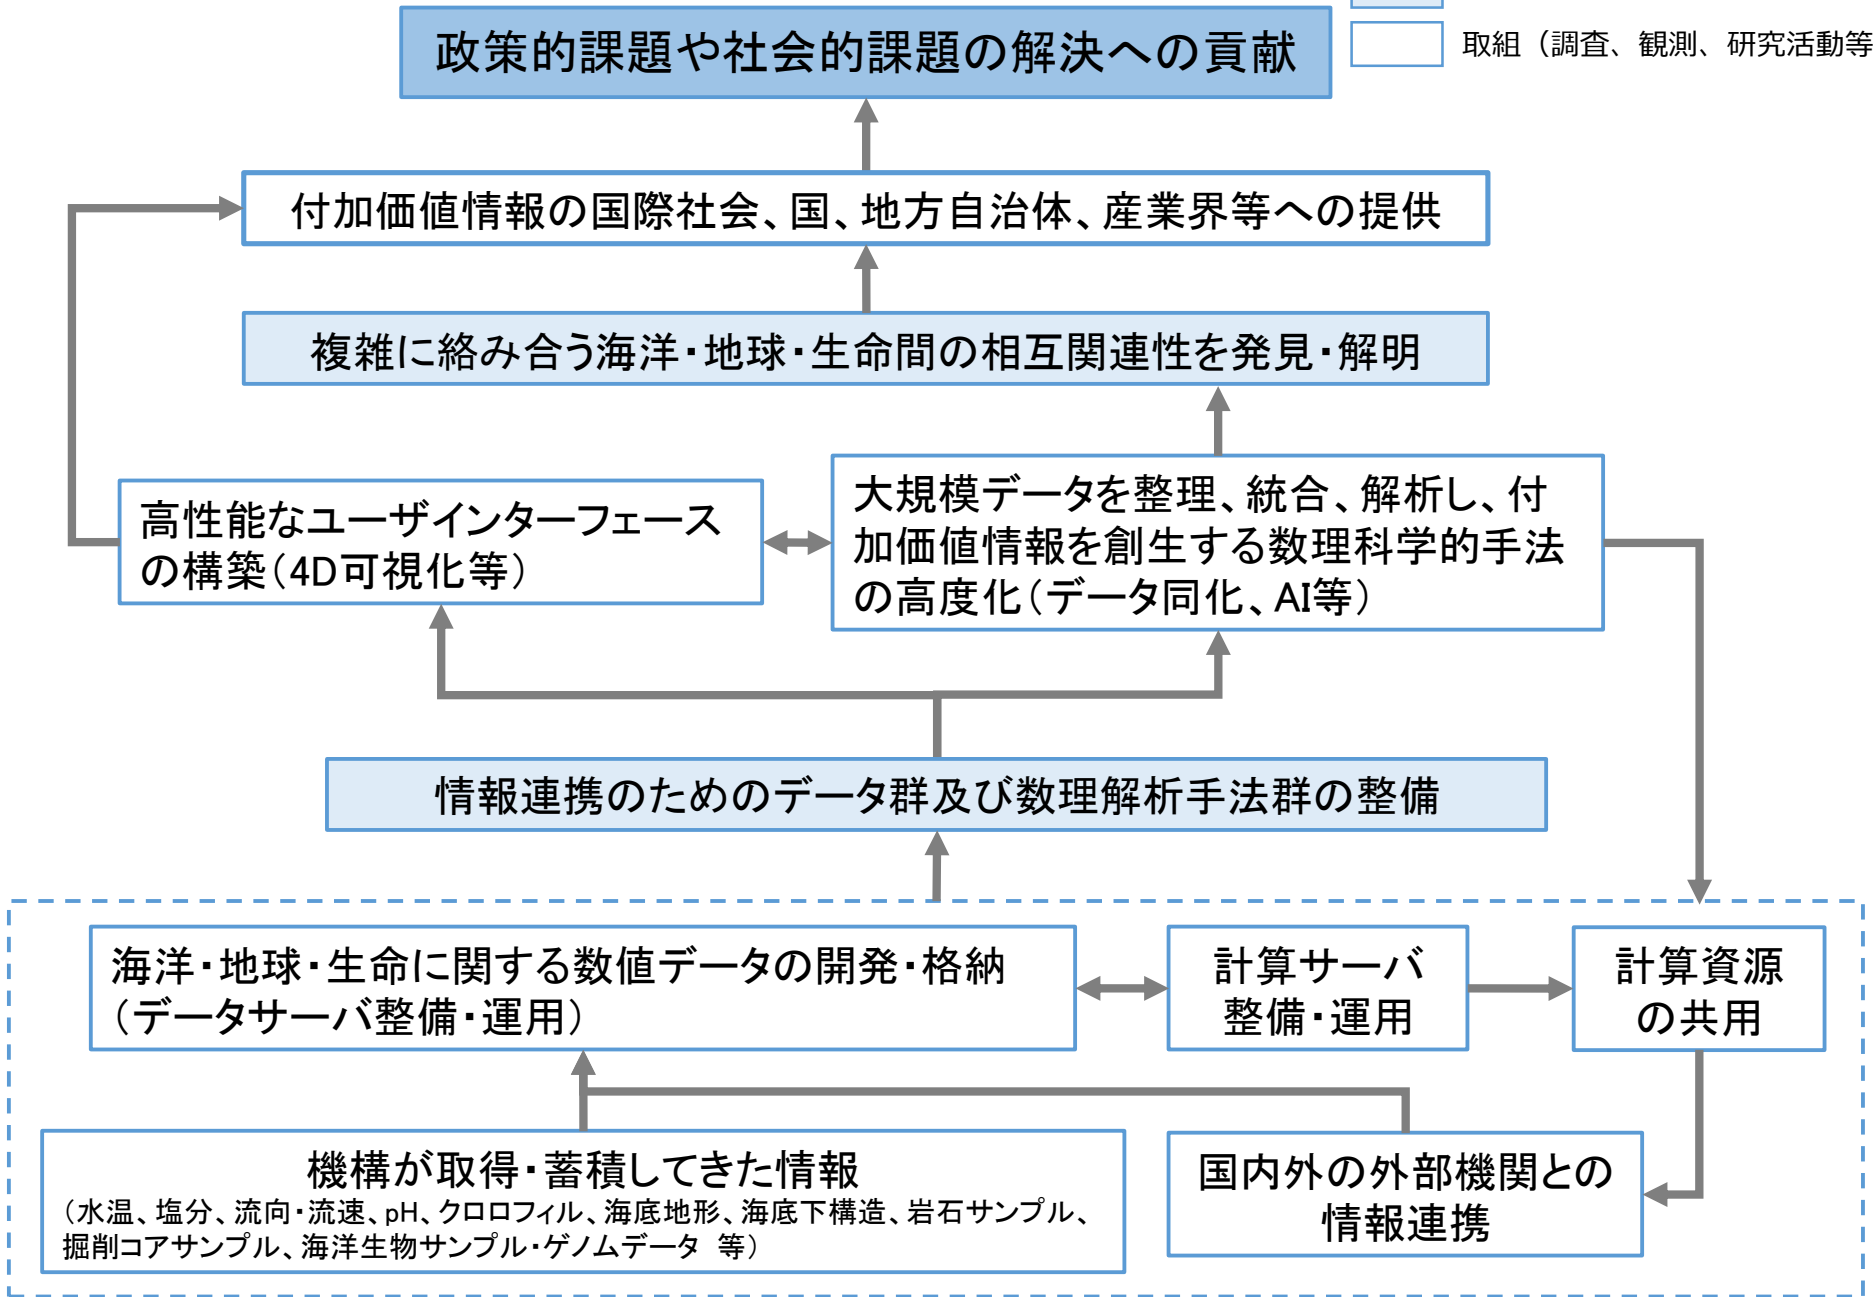 政策的課題や社会的課題の解決への貢献
取組（調査、観測、研究活動等
付加価値情報の国際社会、国、地方自治体、産業界等への提供
複雑に絡み合う海洋・地球・生命間の相互関連性を発見・解明
高性能なユーザインターフェース
の構築（4D可視化等）
大規模データを整理、統合、解析し、付
加価値情報を創生する数理科学的手法
の高度化（データ同化、AI等）
情報連携のためのデータ群及び数理解析手法群の整備
海洋・地球・生命に関する数値データの開発・格納
（データサーバ整備・運用）
計算サーバ
整備・運用
計算資源
の共用
機構が取得・蓄積してきた情報
（水温、塩分、流向・流速、pH、クロロフィル、海底地形、海底下構造、岩石サンプル、
掘削コアサンプル、海洋生物サンプル・ゲノムデータ 等）
国内外の外部機関との
情報連携